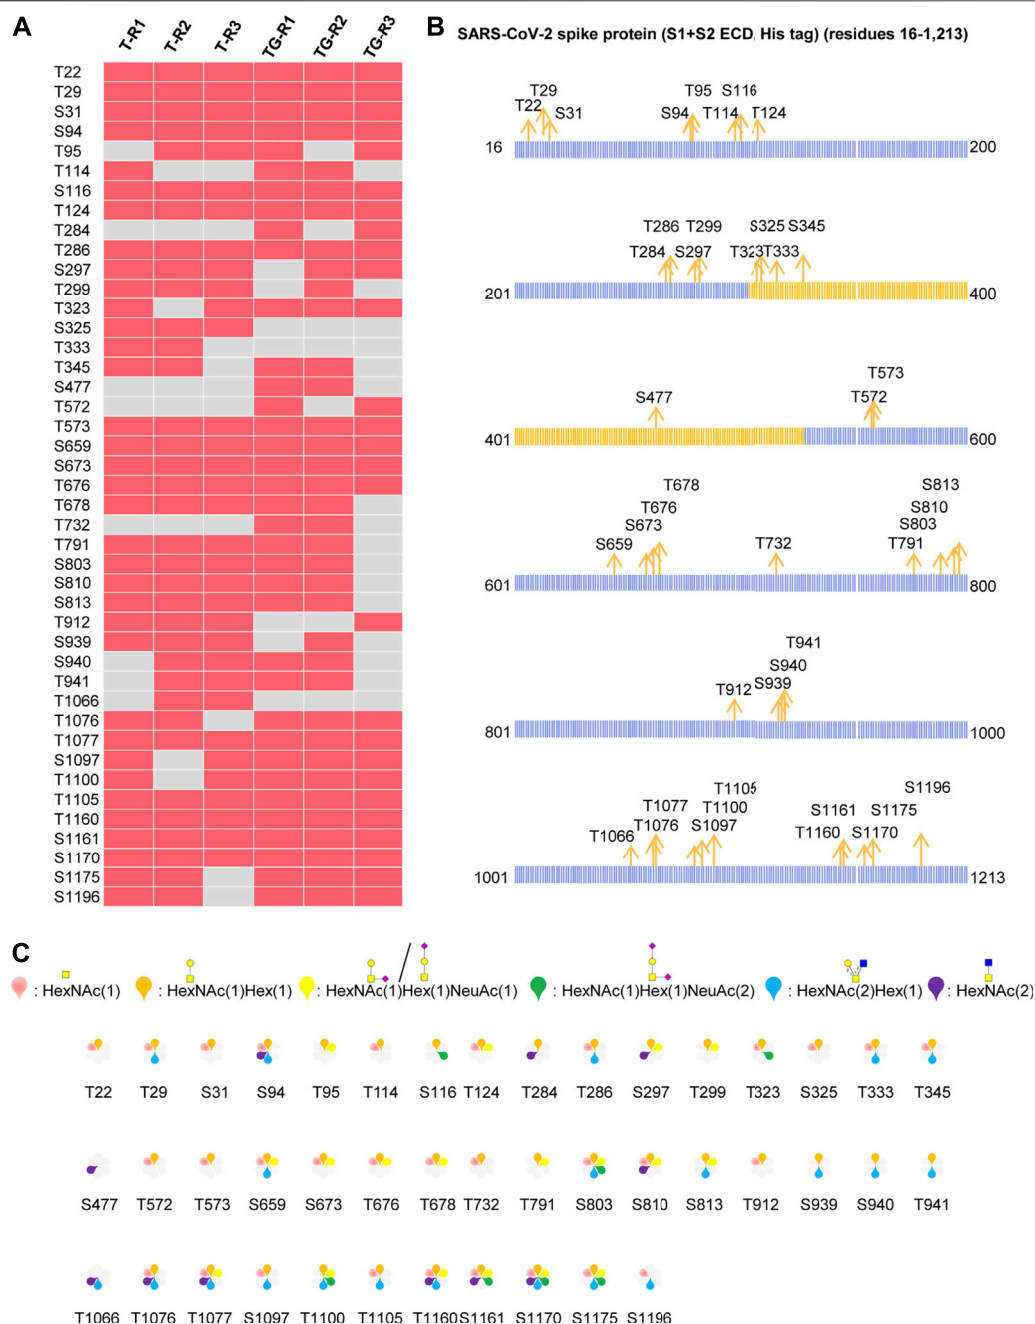 A
T-R1 T-R2 T-R3 TG-R1 TG-R2 TG-R3
T22
T29
S31
S94
T95
T114
S116
T124
T284
T286
S297
T299
T323
S325
T333
T345
S477
T572
T573
S659
S673
T676
T678
T732
T791
S803
S810
S813
T912
S939
S940
T941
T1066
T1076
T1077
S1097
T1100
T1105
T1160
S1161
S1170
S1175
S1196
B SARS-CoV-2 spike protein (S1+S2 ECD, His tag) (residues 16-1,213)
T29 T95 S116
T22 S31 S94 T114 T124
16 200
T286 T299 S325 S345
T284 S297 T323 T333
201 400
T573
S477 T572
401 600
T678 S813
T676 S810
S673 S803
S659 T732 T791
601 800
T941
S940
T912 S939
801 1000
T1105 S1196
T1077 T1100 S1161 S1175
T1066 T1076 S1097 T1160 S1170
1001 1213
C
: HexNAc(1) : HexNAc(1)Hex(1) : HexNAc(1)Hex(1)NeuAc(1) : HexNAc(1)Hex(1)NeuAc(2) : HexNAc(2)Hex(1) : HexNAc(2)
T22 T29 S31 S94 T95 T114 S116 T124 T284 T286 S297 T299 T323 S325 T333 T345
S477 T572 T573 S659 S673 T676 T678 T732 T791 S803 S810 S813 T912 S939 S940 T941
T1066 T1076 T1077 S1097 T1100 T1105 T1160 S1161 S1170 S1175 S1196